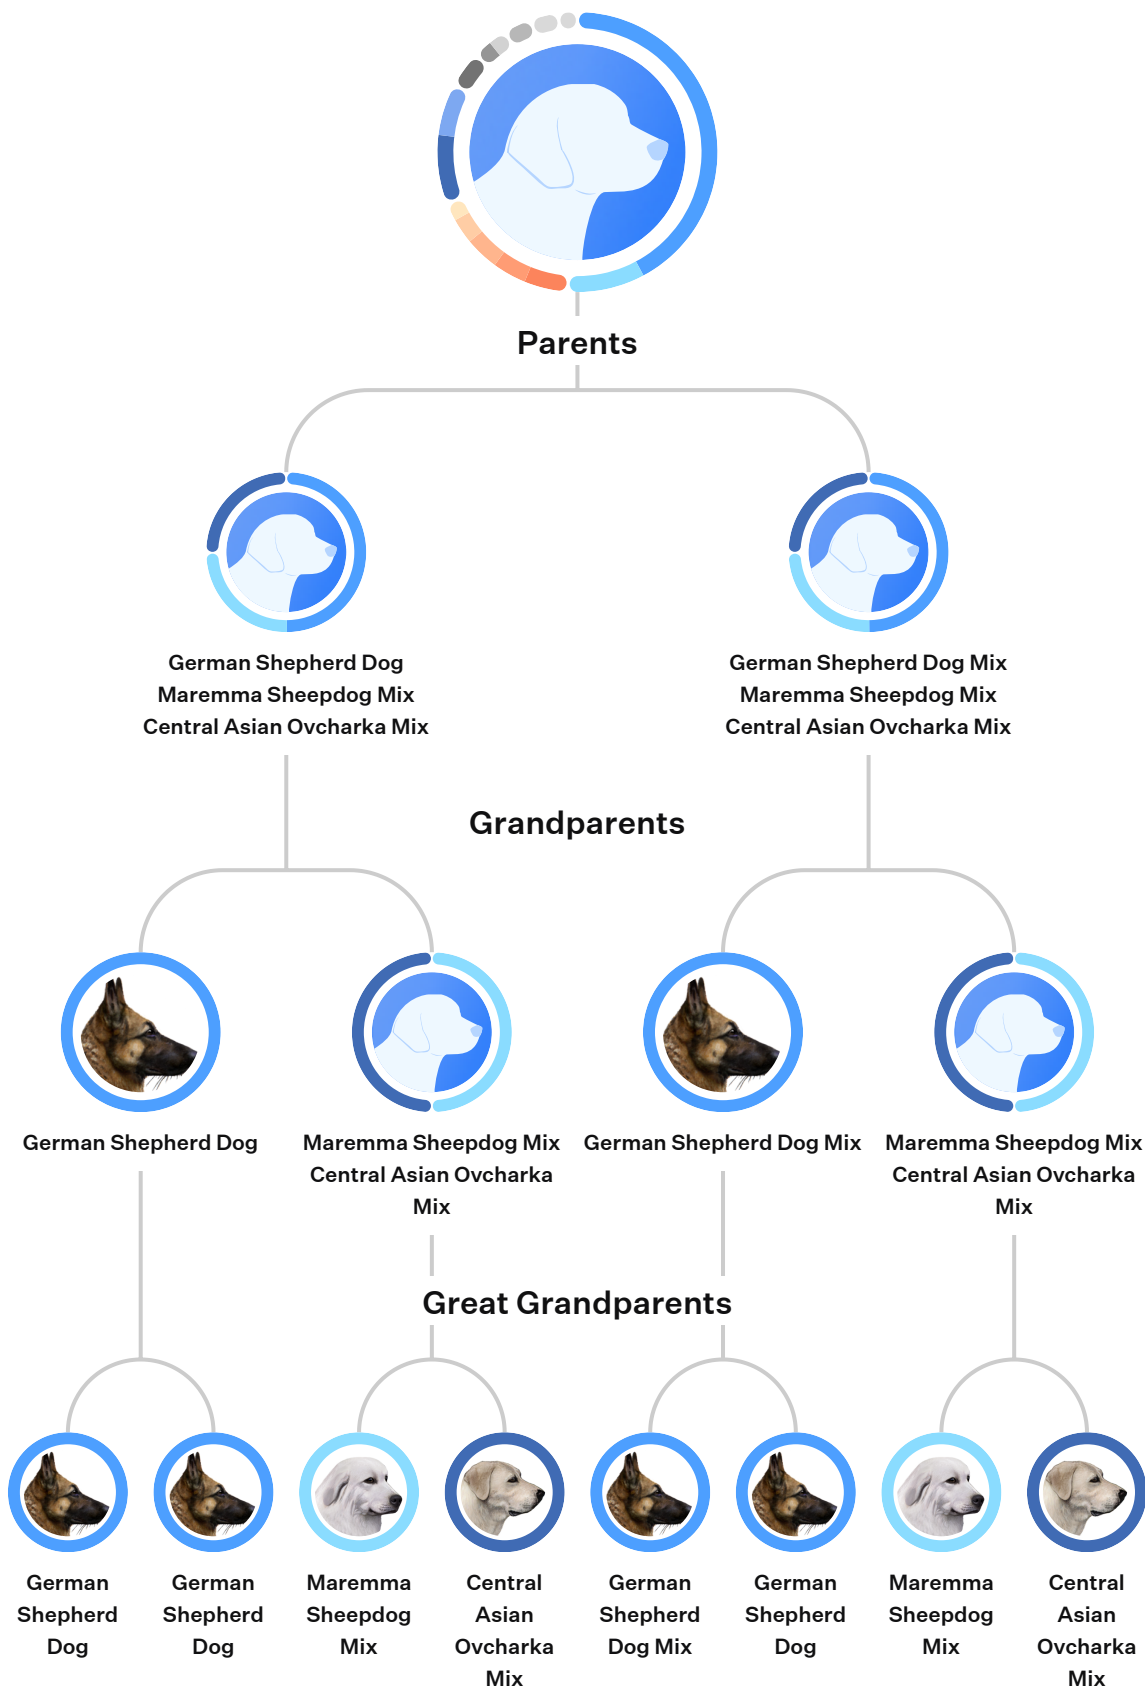 Parents
German Shepherd Dog
Maremma Sheepdog Mix
Central Asian Ovcharka Mix
German Shepherd Dog Mix
Maremma Sheepdog Mix
Central Asian Ovcharka Mix
Grandparents
German Shepherd Dog
Maremma Sheepdog Mix
Central Asian Ovcharka
Mix
German Shepherd Dog Mix
Maremma Sheepdog Mix
Central Asian Ovcharka
Mix
Great Grandparents
German
Shepherd
Dog
German
Shepherd
Dog
Maremma
Sheepdog
Mix
Central
Asian
Ovcharka
Mix
German
Shepherd
Dog Mix
German
Shepherd
Dog
Maremma
Sheepdog
Mix
Central
Asian
Ovcharka
Mix